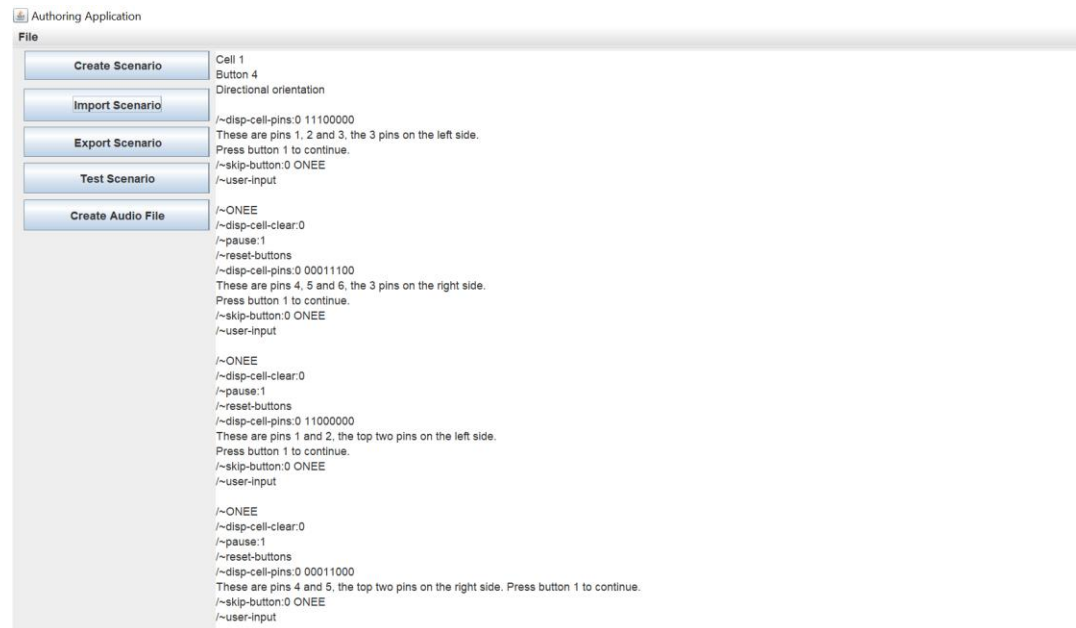 Authoring Application
File
Create Scenario
Import Scenario
Export Scenario
Test Scenario
Create Audio File
Cell 1
Button 4
Directional orientation
/~disp-cell-pins:0 11100000
These are pins 1, 2 and 3, the 3 pins on the left side.
Press button 1 to continue.
/~skip-button:0 ONEE
/~user-input
/~ONEE
/~disp-cell-clear:0
/~pause:1
/~reset-buttons
/~disp-cell-pins:0 00011100
These are pins 4, 5 and 6, the 3 pins on the right side.
Press button 1 to continue.
/~skip-button:0 ONEE
/~user-input
/~ONEE
/~disp-cell-clear:0
/~pause:1
/~reset-buttons
/~disp-cell-pins:0 11000000
These are pins 1 and 2, the top two pins on the left side.
Press button 1 to continue.
/~skip-button:0 ONEE
/~user-input
/~ONEE
/~disp-cell-clear:0
/~pause:1
/~reset-buttons
/~disp-cell-pins:0 00011000
These are pins 4 and 5, the top two pins on the right side. Press button 1 to continue.
/~skip-button:0 ONEE
/~user-input